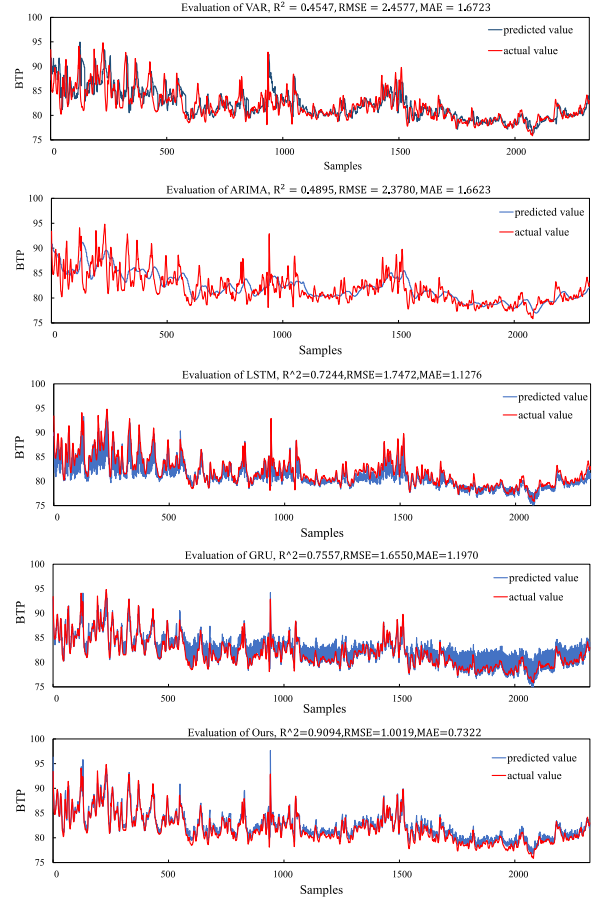 Evaluation of VAR, R² = 0.4547, RMSE = 2.4577, MAE = 1.6723
100
95
90
85
80
75
BTP
predicted value
actual value
0
500
1000
1500
2000
Samples
Evaluation of ARIMA, R² = 0.4895, RMSE = 2.3780, MAE = 1.6623
100
95
90
85
80
75
BTP
predicted value
actual value
0
500
1000
1500
2000
Samples
Evaluation of LSTM, R^2=0.7244,RMSE=1.7472,MAE=1.1276
100
95
90
85
80
75
BTP
predicted value
actual value
0
500
1000
1500
2000
Samples
Evaluation of GRU, R^2=0.7557,RMSE=1.6550,MAE=1.1970
100
95
90
85
80
75
BTP
predicted value
actual value
0
500
1000
1500
2000
Samples
Evaluation of Ours, R^2=0.9094,RMSE=1.0019,MAE=0.7322
100
95
90
85
80
75
BTP
predicted value
actual value
0
500
1000
1500
2000
Samples